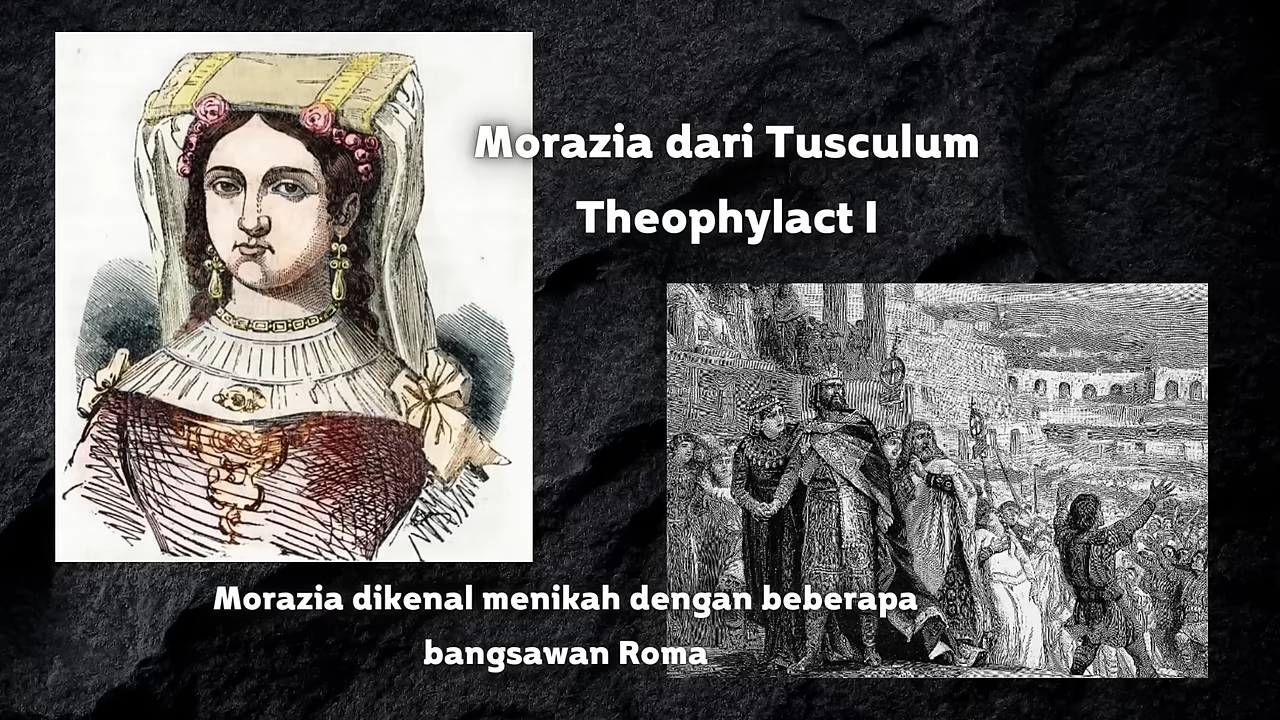 Morazia dari Tusculum
Theophylact I
Morazia dikenal menikah dengan beberapa
bangsawan Roma